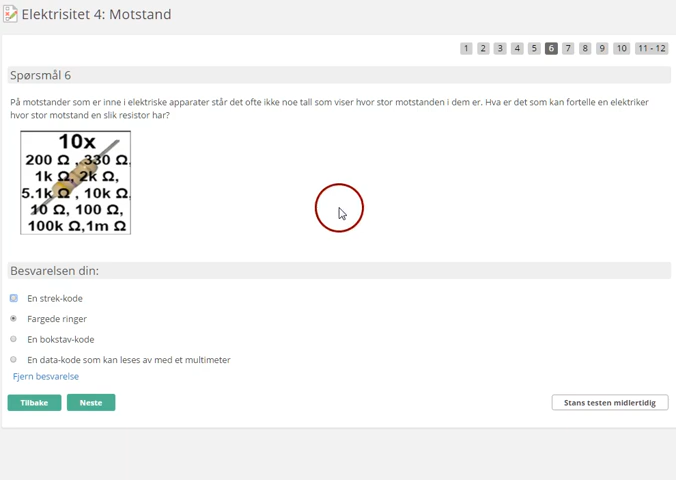 Elektrisitet 4: Motstand
1 2 3 4 5 6 7 8 9 10 11 - 12
Spørsmål 6
På motstander som er inne i elektriske apparater står det ofte ikke noe tall som viser hvor stor motstanden i dem er. Hva er det som kan fortelle en elektriker
hvor stor motstand en slik resistor har?
10x
200 Ω , 330 Ω,
1k Ω, 2k Ω,
5.1k Ω , 10k Ω,
10 Ω, 100 Ω,
100k Ω,1m Ω
Besvarelsen din:
En strek-kode
Fargede ringer
En bokstav-kode
En data-kode som kan leses av med et multimeter
Fjern besvarelse
Tilbake Neste Stans testen midlertidig